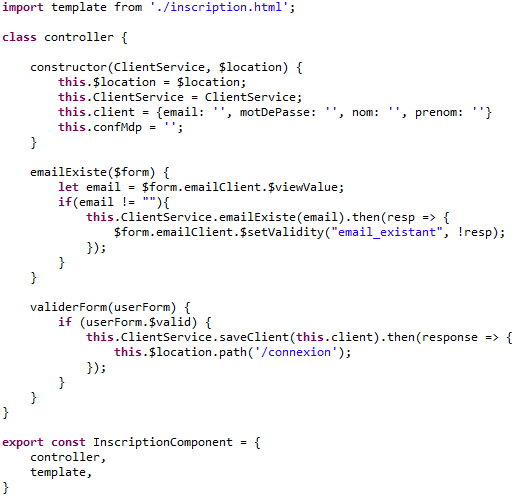 import template from './inscription.html';

class controller {

    constructor(ClientService, $location) {
        this.$location = $location;
        this.ClientService = ClientService;
        this.client = {email: '', motDePasse: '', nom: '', prenom: ''}
        this.confMdp = '';
    }

    emailExiste($form) {
        let email = $form.emailClient.$viewValue;
        if(email != ""){
            this.ClientService.emailExiste(email).then(resp => {
                $form.emailClient.$setValidity("email_existant", !resp);
            });
        }
    }

    validerForm(userForm) {
        if (userForm.$valid) {
            this.ClientService.saveClient(this.client).then(response => {
                this.$location.path('/connexion');
            });
        }
    }
}

export const InscriptionComponent = {
    controller,
    template,
}